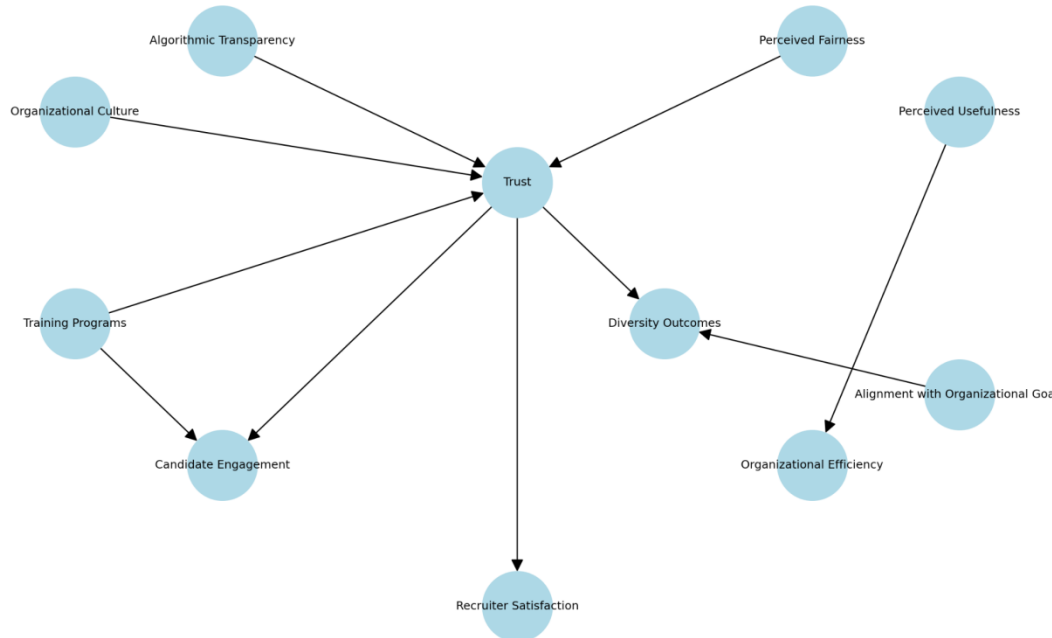 Algorithmic Transparency
Perceived Fairness
Organizational Culture
Perceived Usefulness
Trust
Training Programs
Diversity Outcomes
Alignment with Organizational Goa
Candidate Engagement
Organizational Efficiency
Recruiter Satisfaction